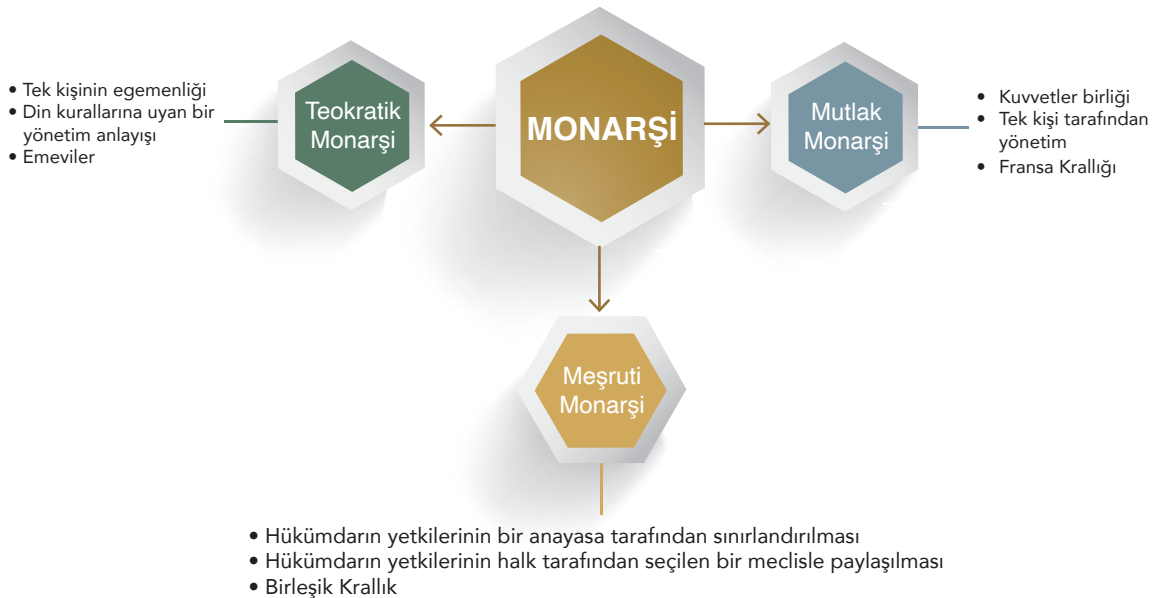 MONARŞİ
Teokratik
Monarşi
• Tek kişinin egemenliği
• Din kurallarına uyan bir
yönetim anlayışı
• Emeviler
Mutlak
Monarşi
• Kuvvetler birliği
• Tek kişi tarafından
yönetim
• Fransa Krallığı
Meşruti
Monarşi
• Hükümdarın yetkilerinin bir anayasa tarafından sınırlandırılması
• Hükümdarın yetkilerinin halk tarafından seçilen bir meclisle paylaşılması
• Birleşik Krallık